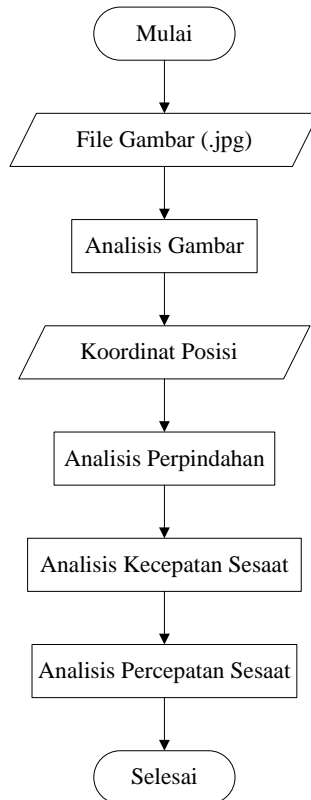 Mulai
File Gambar (.jpg)
Analisis Gambar
Koordinat Posisi
Analisis Perpindahan
Analisis Kecepatan Sesaat
Analisis Percepatan Sesaat
Selesai